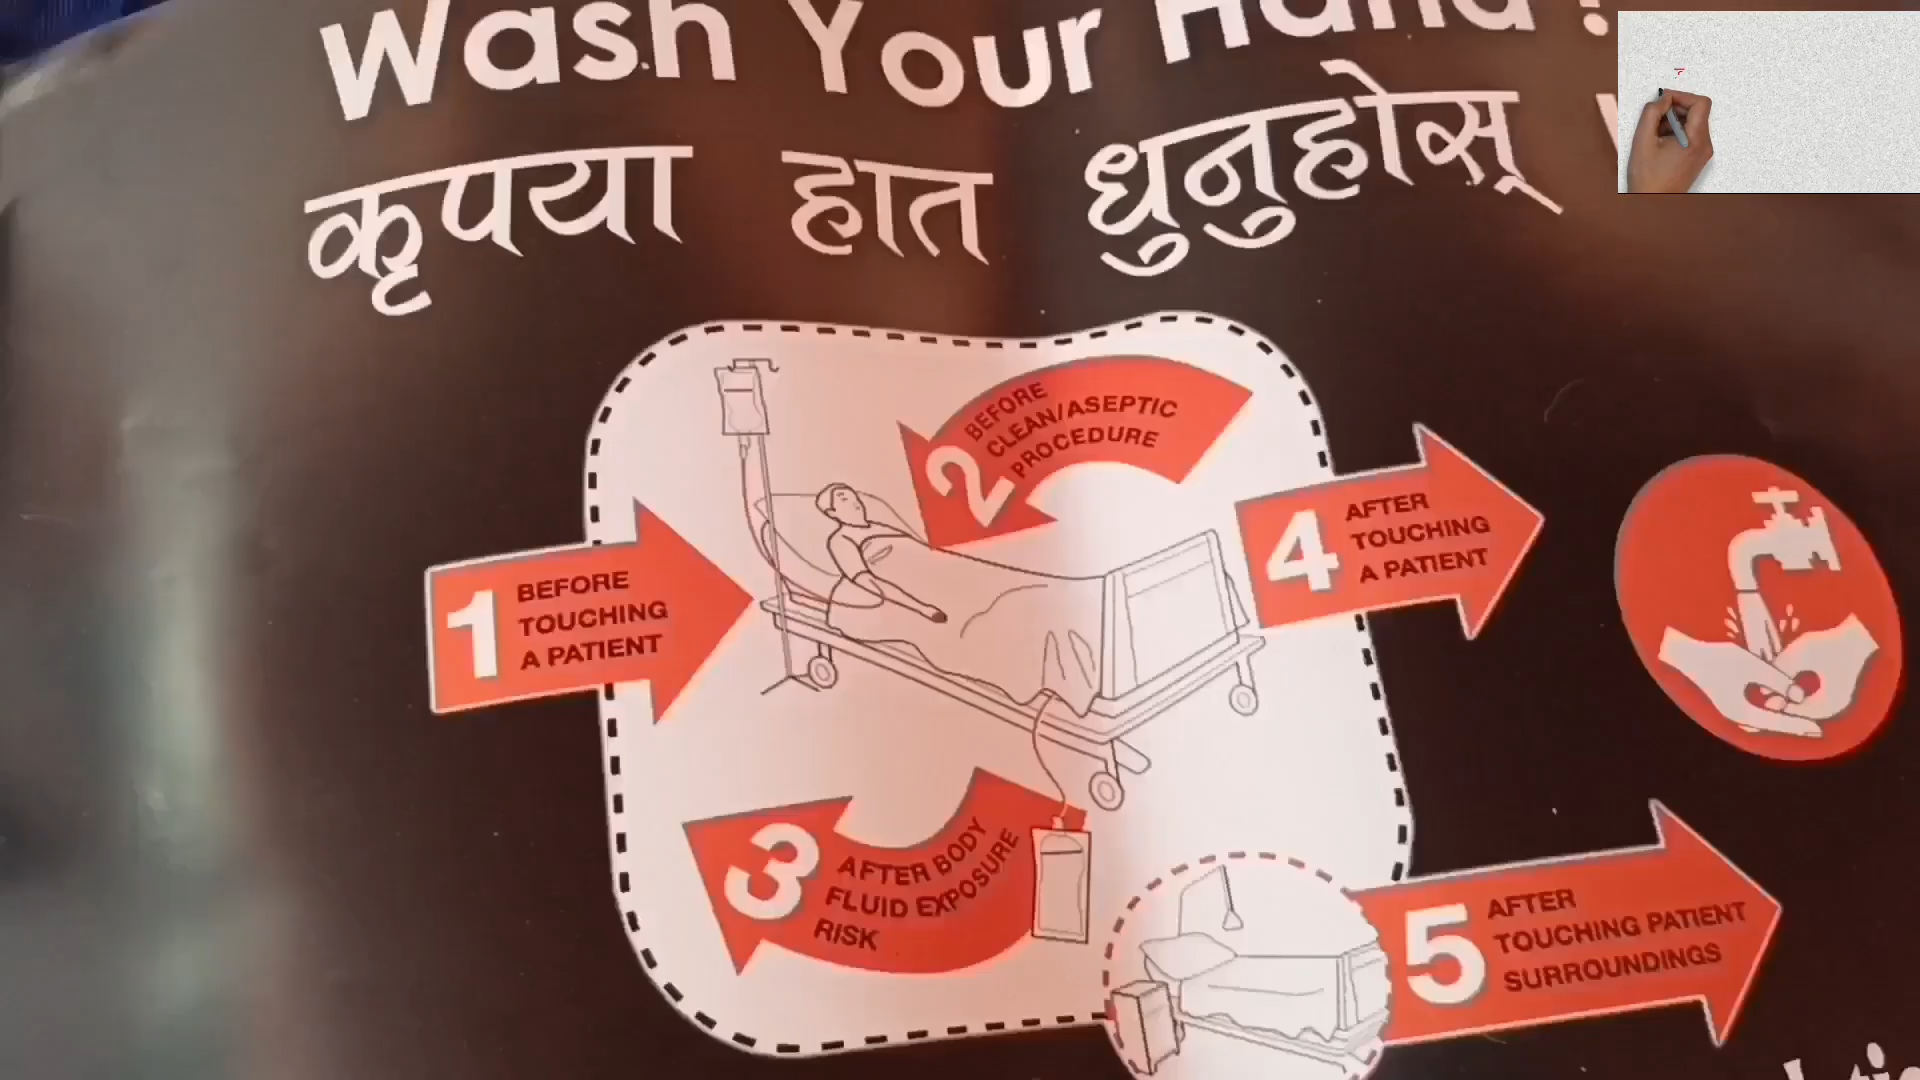 Wash Your Hand !
कृपया हात धुनुहोस्
1 BEFORE
TOUCHING
A PATIENT
2 BEFORE
CLEAN/ASEPTIC
PROCEDURE
3 AFTER BODY
FLUID EXPOSURE
RISK
4 AFTER
TOUCHING
A PATIENT
5 AFTER
TOUCHING PATIENT
SURROUNDINGS